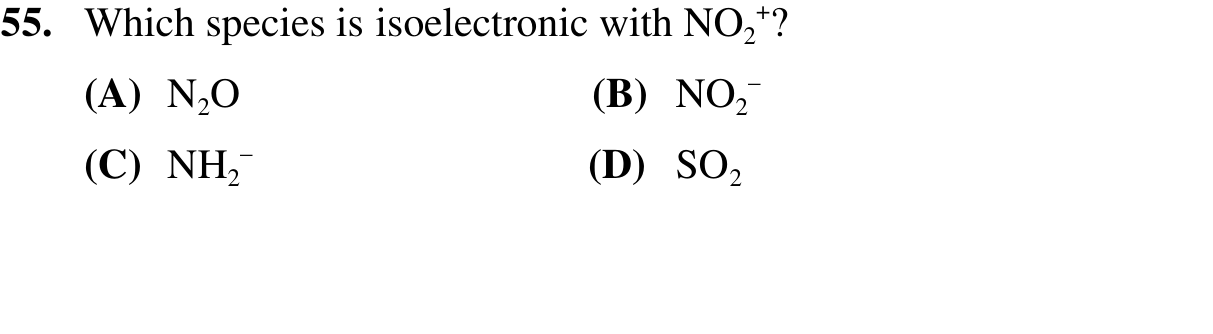 55. Which species is isoelectronic with NO₂⁺?
(A) N₂O (B) NO₂⁻
(C) NH₂⁻ (D) SO₂